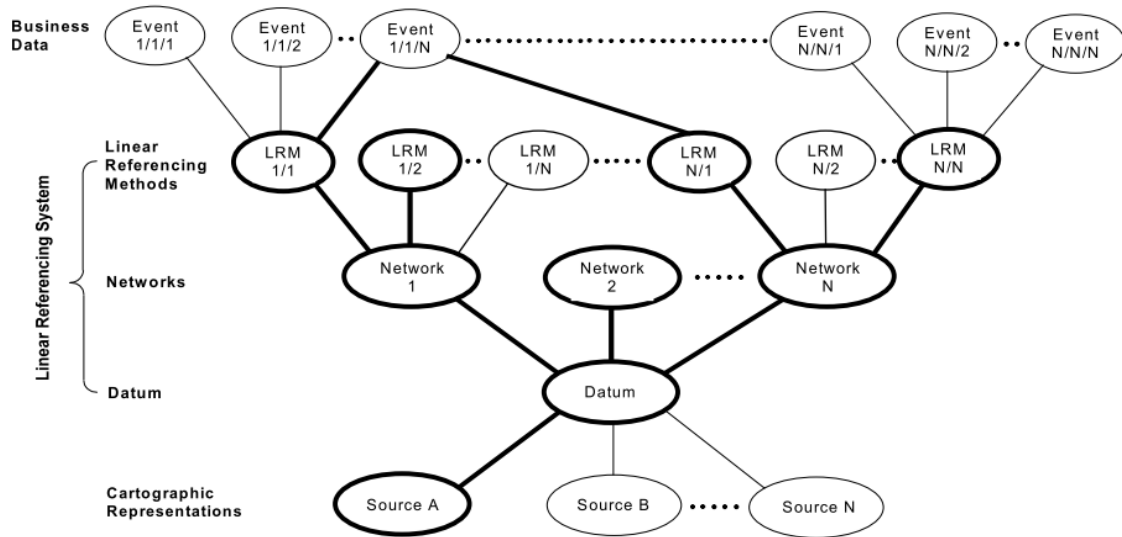 Business
Data
Event
1/1/1
Event
1/1/2
Event
1/1/N
Event
N/N/1
Event
N/N/2
Event
N/N/N
Linear Referencing System
Linear
Referencing
Methods
LRM
1/1
LRM
1/2
LRM
1/N
LRM
N/1
LRM
N/2
LRM
N/N
Networks
Network
1
Network
2
Network
N
Datum
Datum
Cartographic
Representations
Source A
Source B
Source N